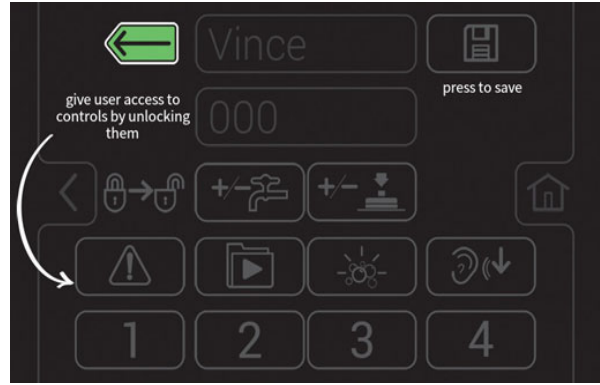 Vince
press to save
give user access to
controls by unlocking
them
000
+/- +/-
1 2 3 4